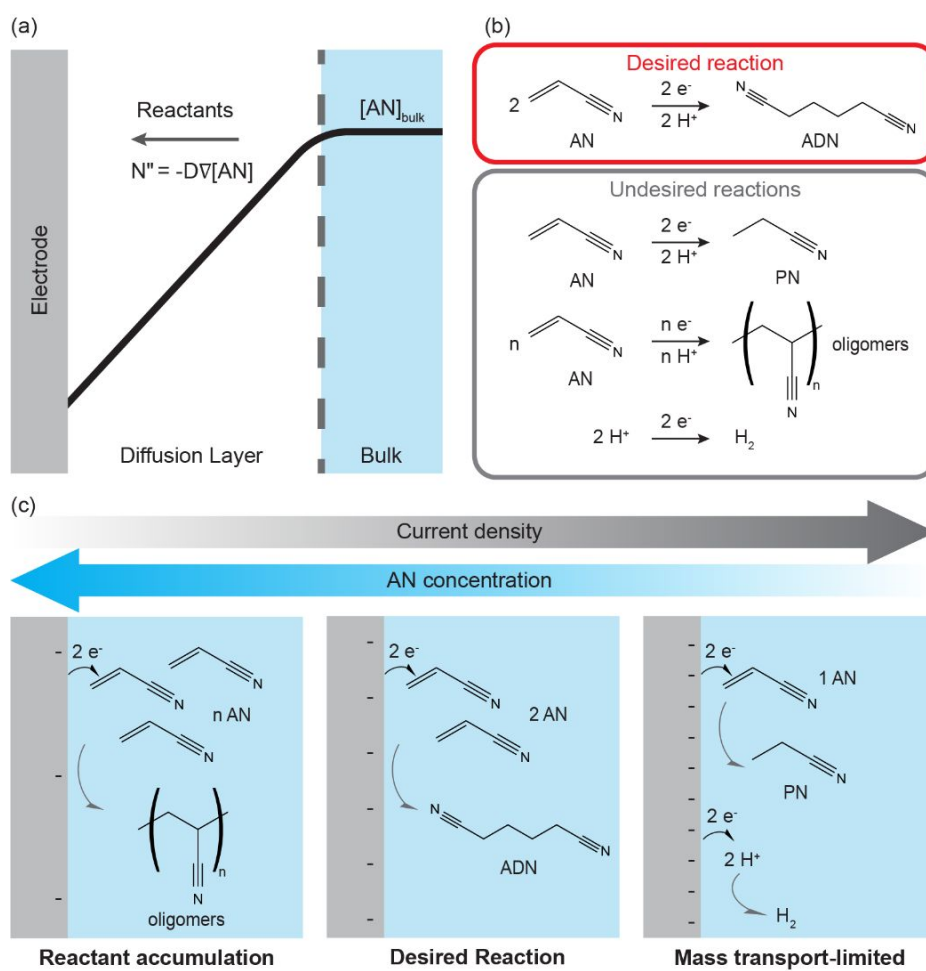 (a)
Electrode
Reactants
N" = -D∇[AN]
[AN]bulk
Diffusion Layer
Bulk
(b)
Desired reaction
2
N
AN
2 e-
2 H+
N
N
ADN
Undesired reactions
N
AN
2 e-
2 H+
N
PN
n
N
AN
n e-
n H+
N
n
oligomers
2 H+
2 e-
H2
(c)
Current density
AN concentration
-
-
-
2 e-
N
N
n AN
N
N
n
oligomers
Reactant accumulation
-
-
-
-
-
2 e-
N
2 AN
N
N
N
ADN
Desired Reaction
-
-
-
-
-
-
-
-
-
-
2 e-
N
1 AN
N
PN
2 e-
2 H+
H2
Mass transport-limited